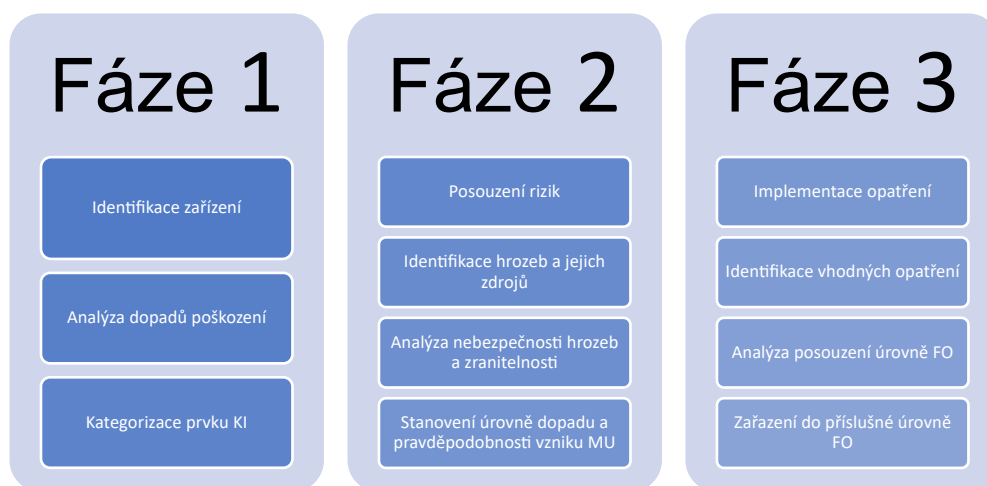 Fáze 1
Identifikace zařízení
Analýza dopadů poškození
Kategorizace prvku KI
Fáze 2
Posouzení rizik
Identifikace hrozeb a jejich
zdrojů
Analýza nebezpečnosti hrozeb
a zranitelnosti
Stanovení úrovně dopadu a
pravděpodobnosti vzniku MU
Fáze 3
Implementace opatření
Identifikace vhodných opatření
Analýza posouzení úrovně FO
Zařazení do příslušné úrovně
FO